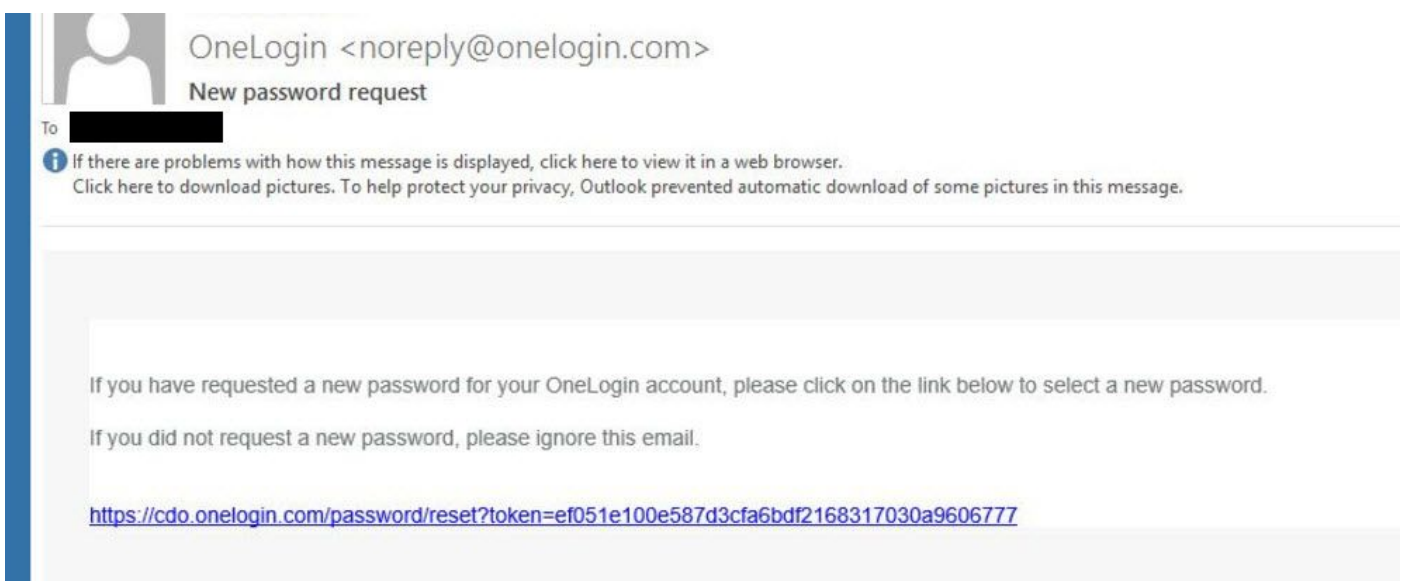 OneLogin <noreply@onelogin.com>
New password request
To
If there are problems with how this message is displayed, click here to view it in a web browser.
Click here to download pictures. To help protect your privacy, Outlook prevented automatic download of some pictures in this message.
If you have requested a new password for your OneLogin account, please click on the link below to select a new password.
If you did not request a new password, please ignore this email.
https://cdo.onelogin.com/password/reset?token=ef051e100e587d3cfa6bdf2168317030a9606777